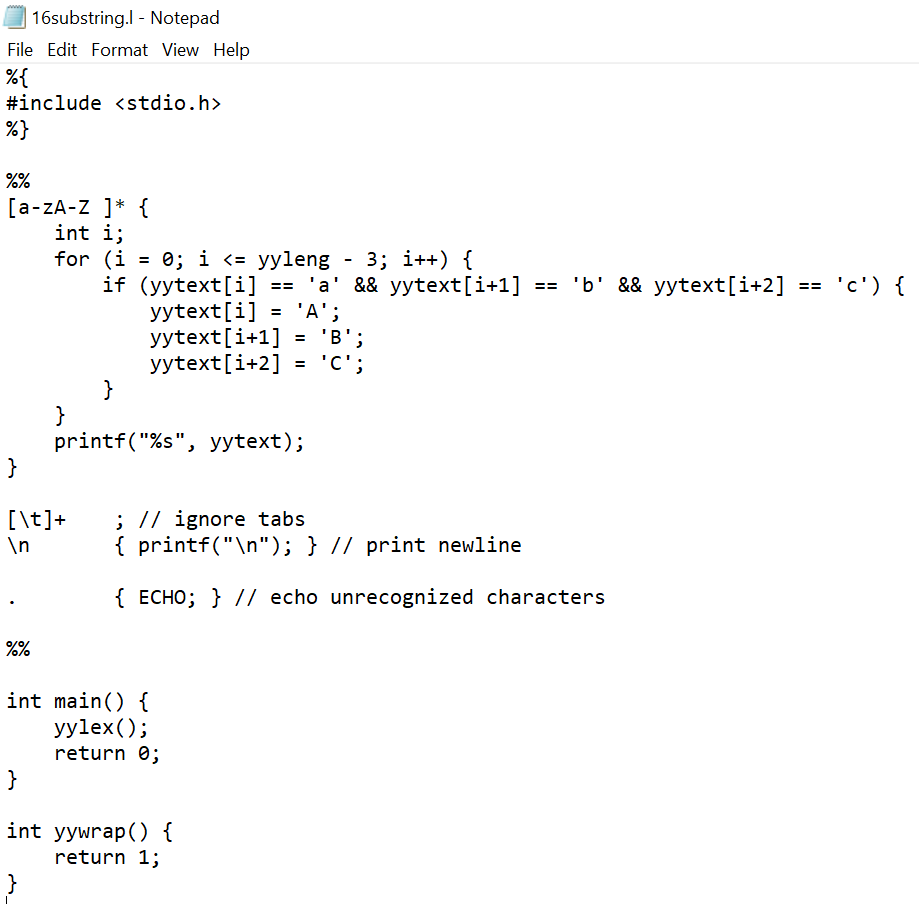 16substring.l - Notepad
File Edit Format View Help
%{
#include <stdio.h>
%}

%%
[a-zA-Z ]* {
    int i;
    for (i = 0; i <= yyleng - 3; i++) {
        if (yytext[i] == 'a' && yytext[i+1] == 'b' && yytext[i+2] == 'c') {
            yytext[i] = 'A';
            yytext[i+1] = 'B';
            yytext[i+2] = 'C';
        }
    }
    printf("%s", yytext);
}

[\t]+    ; // ignore tabs
\n       { printf("\n"); } // print newline

.        { ECHO; } // echo unrecognized characters

%%

int main() {
    yylex();
    return 0;
}

int yywrap() {
    return 1;
}